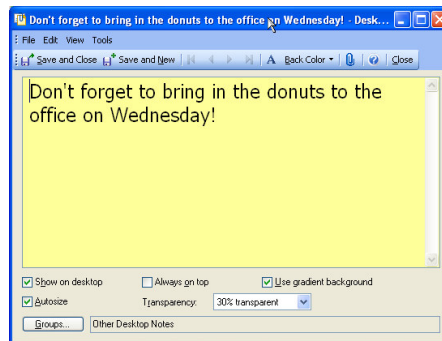 Don't forget to bring in the donuts to the office on Wednesday! - Desk...
File Edit View Tools
Save and Close Save and New A Back Color Close
Don't forget to bring in the donuts to the
office on Wednesday!
Show on desktop Always on top Use gradient background
Autosize Transparency: 30% transparent
Groups... Other Desktop Notes